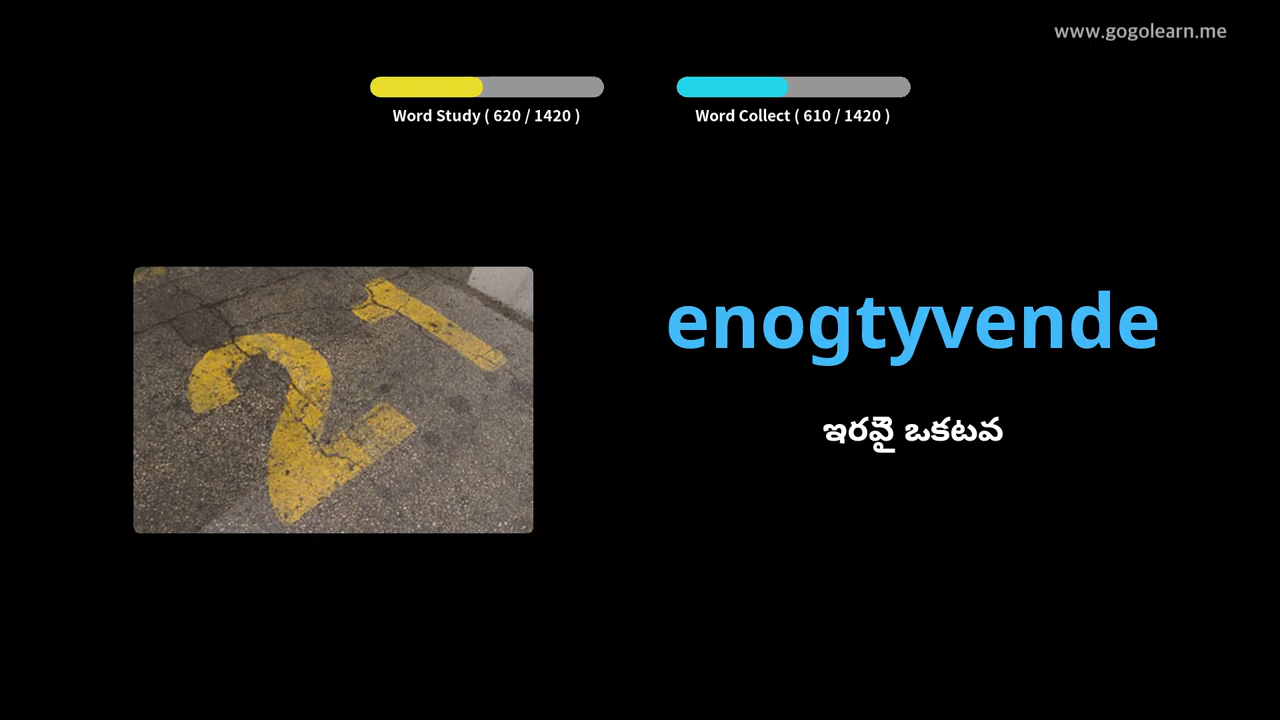 www.gogolearn.me
Word Study ( 620 / 1420 )
Word Collect ( 610 / 1420 )
21
enogtyvende
ఇరవై ఒకటవ